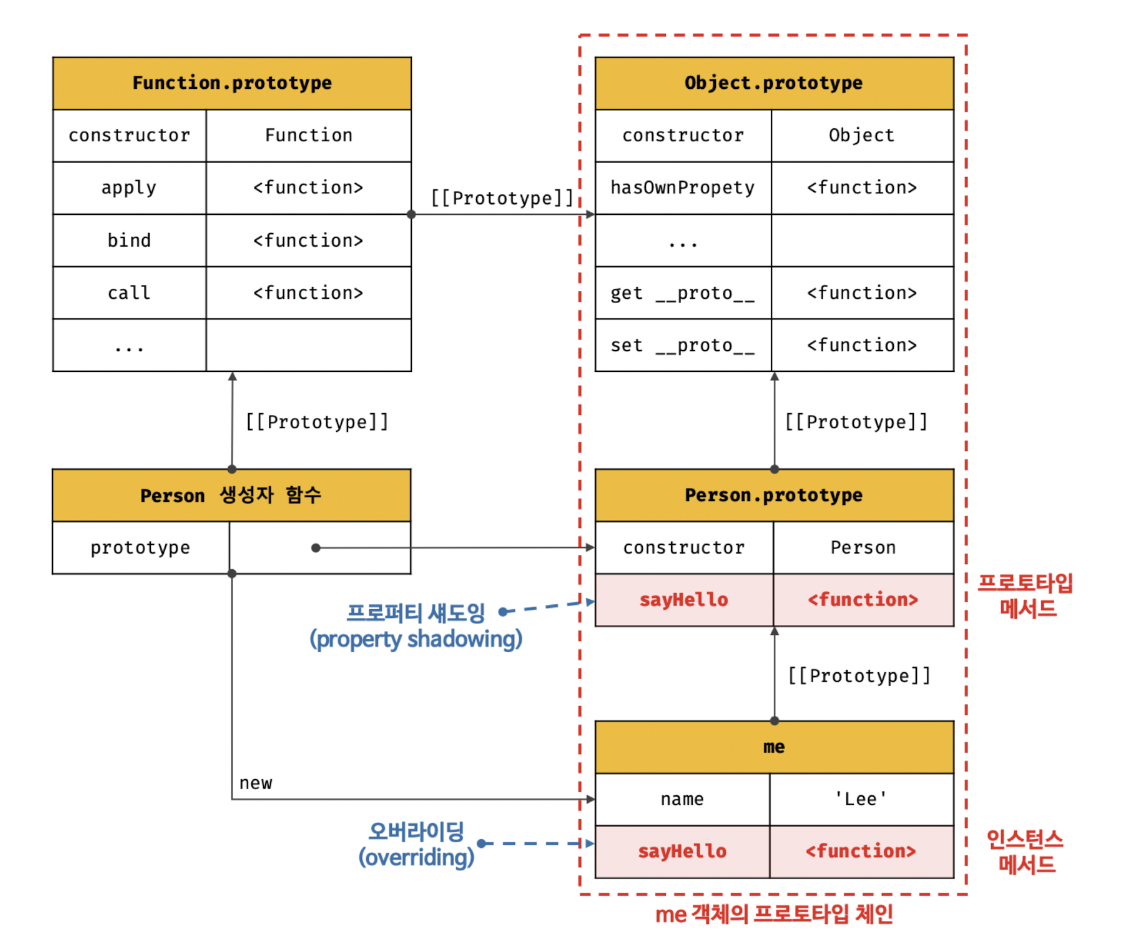 Function.prototype
constructor Function
apply <function>
bind <function>
call <function>
...
[[Prototype]]
Object.prototype
constructor Object
hasOwnPropety <function>
...
get __proto__ <function>
set __proto__ <function>
[[Prototype]]
[[Prototype]]
Person 생성자 함수
prototype
Person.prototype
constructor Person
sayHello <function>
프로토타입
메서드
프로퍼티 섀도잉
(property shadowing)
[[Prototype]]
new
me
name 'Lee'
sayHello <function>
오버라이딩
(overriding)
인스턴스
메서드
me 객체의 프로토타입 체인